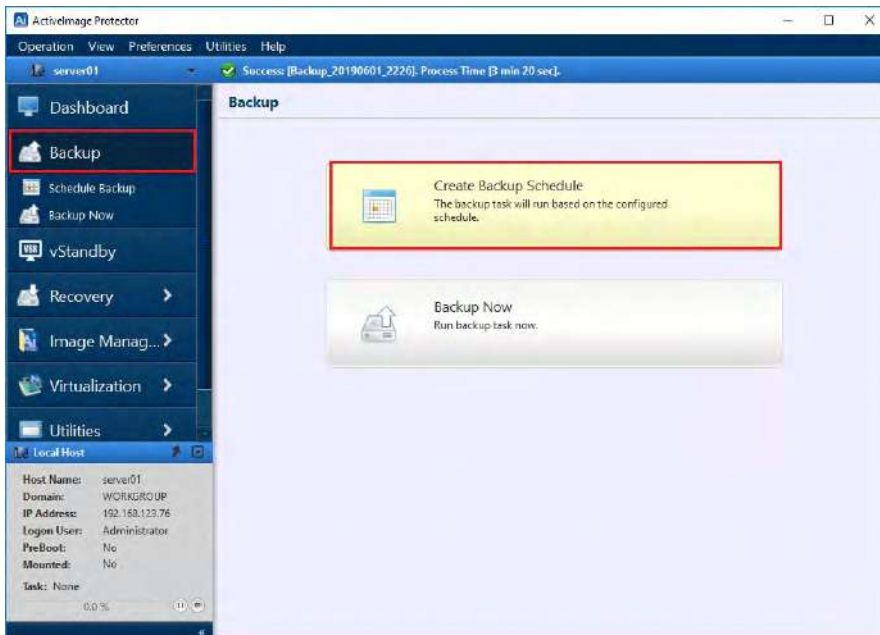 ActiveImage Protector
Operation View Preferences Utilities Help
server01
Success: [Backup_20190601_2226]. Process Time [3 min 20 sec].
Dashboard
Backup
Backup
Schedule Backup
Backup Now
vStandby
Recovery
Image Manag...
Virtualization
Utilities
Create Backup Schedule
The backup task will run based on the configured
schedule.
Backup Now
Run backup task now.
Local Host
Host Name: server01
Domain: WORKGROUP
IP Address: 192.168.123.76
Logon User: Administrator
PreBoot: No
Mounted: No
Task: None
0.0 %